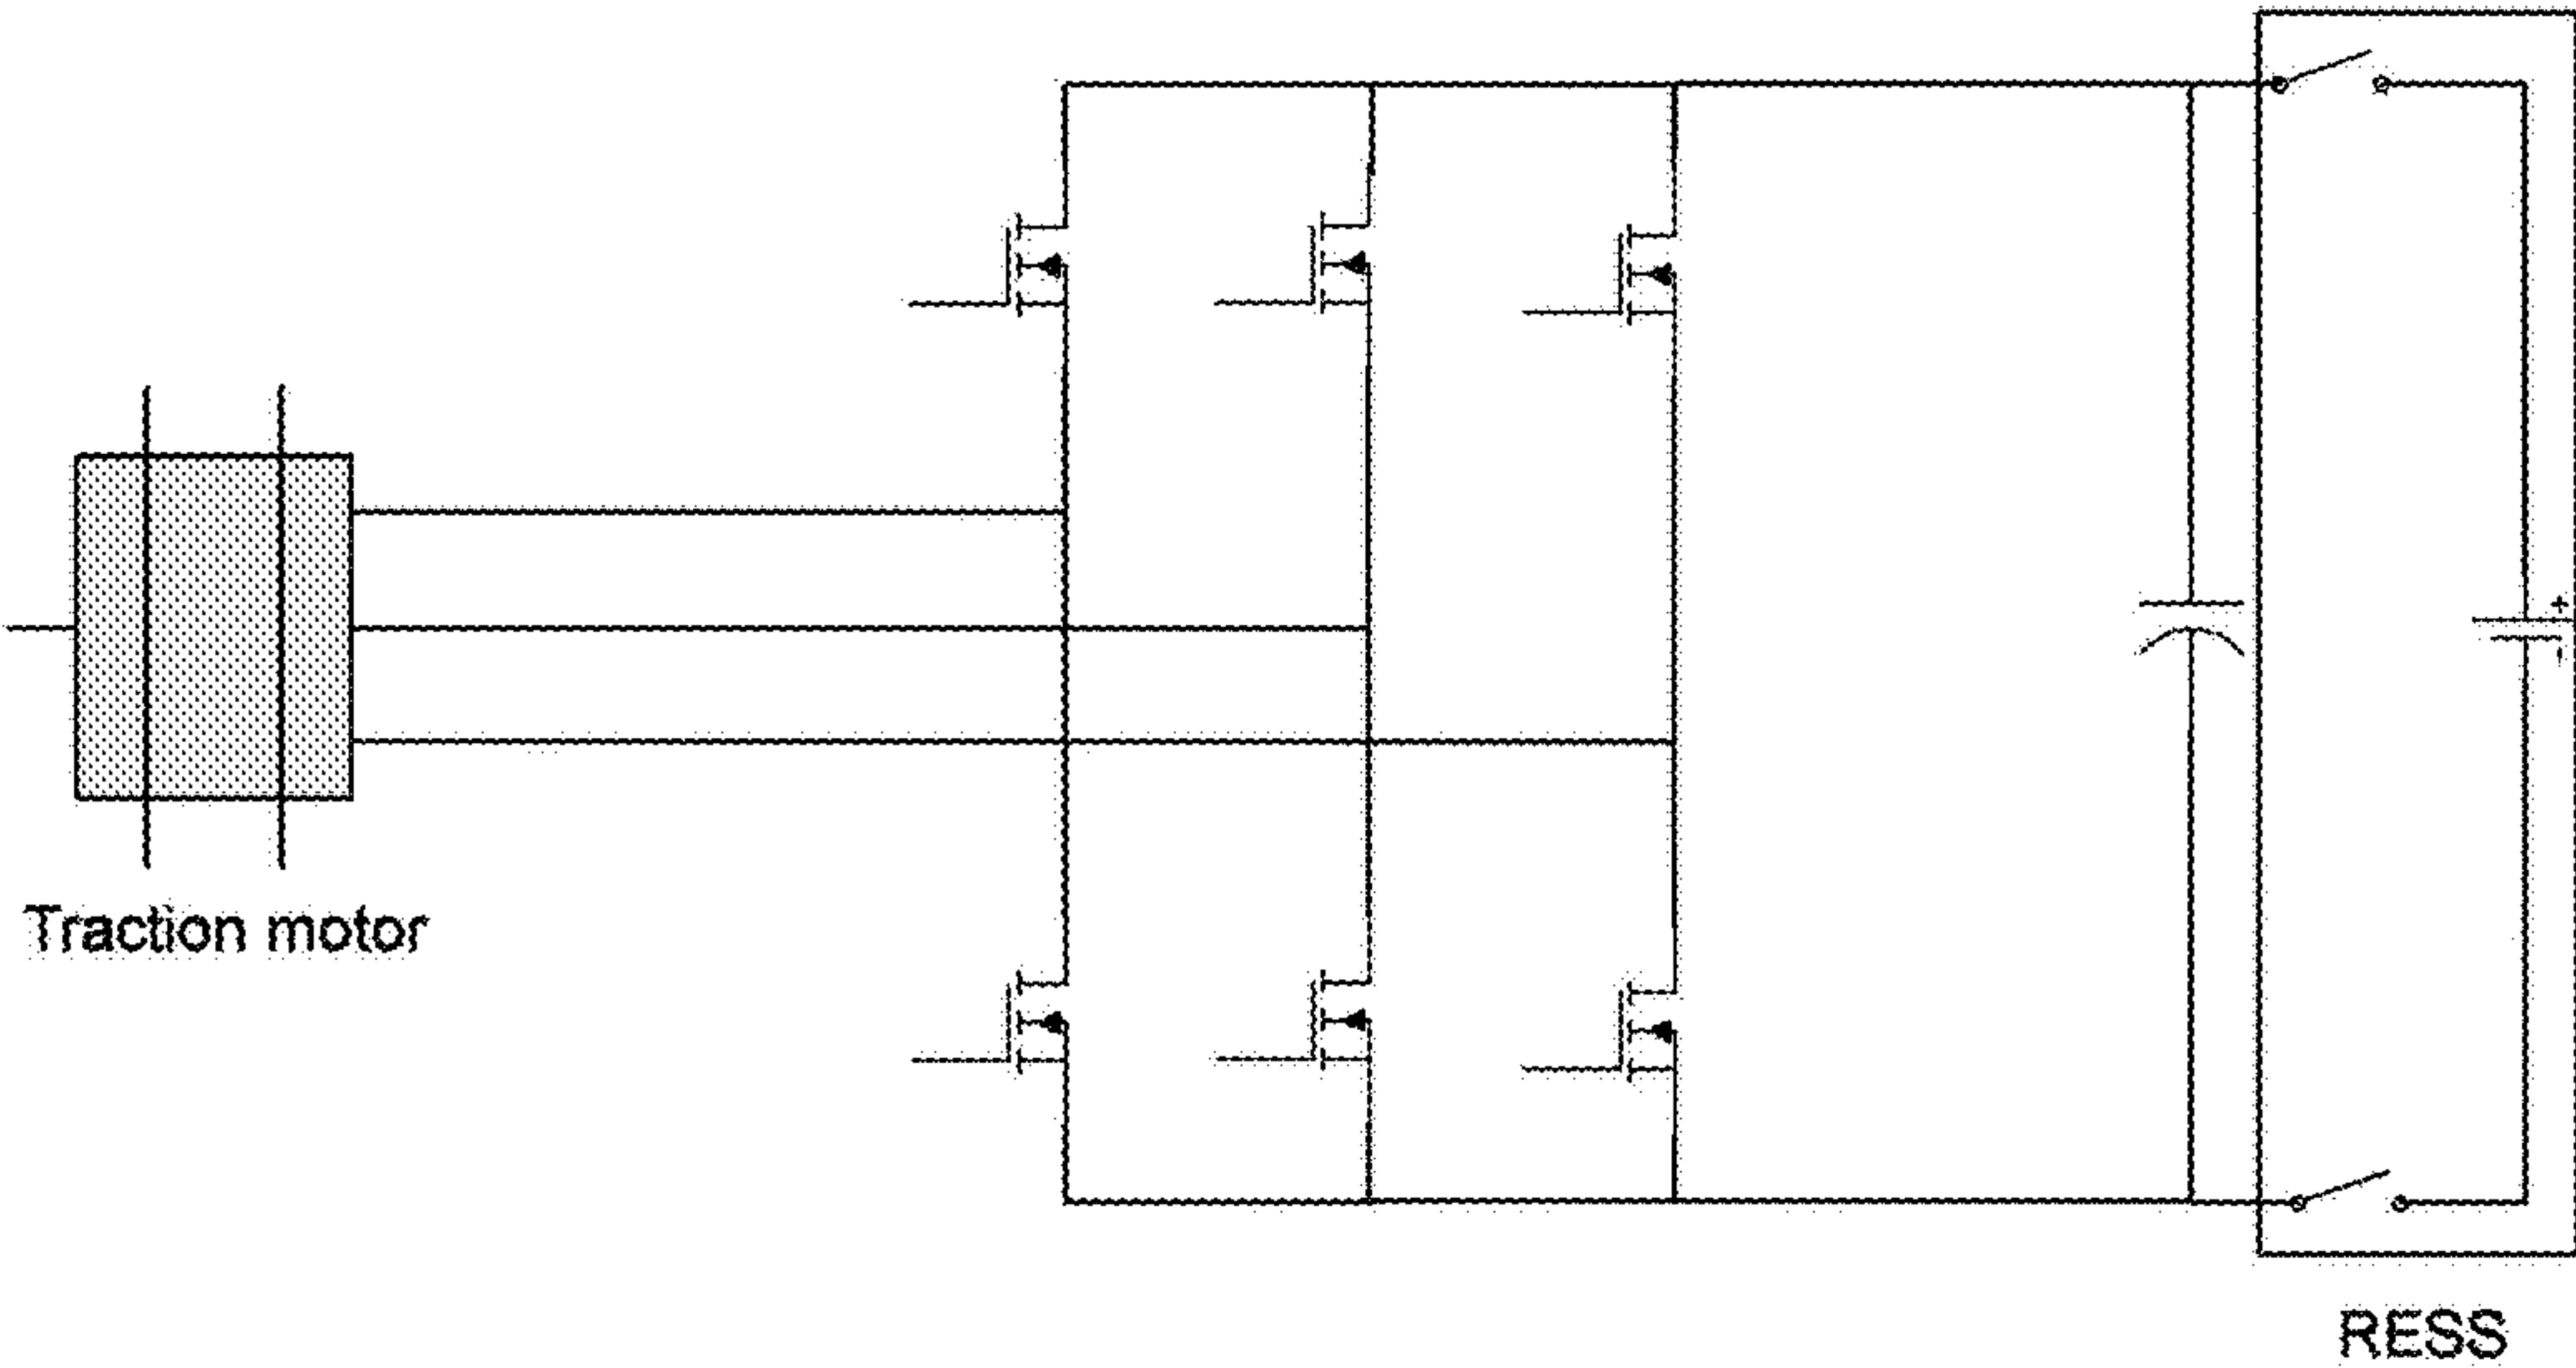 +
-
Traction motor
RESS